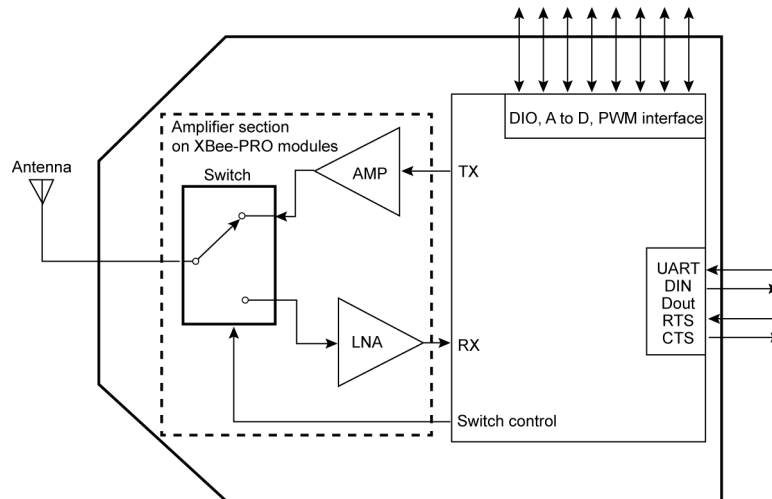 DIO, A to D, PWM interface
Amplifier section
on XBee-PRO modules
Antenna
Switch
AMP
TX
UART
DIN
Dout
RTS
CTS
LNA
RX
Switch control